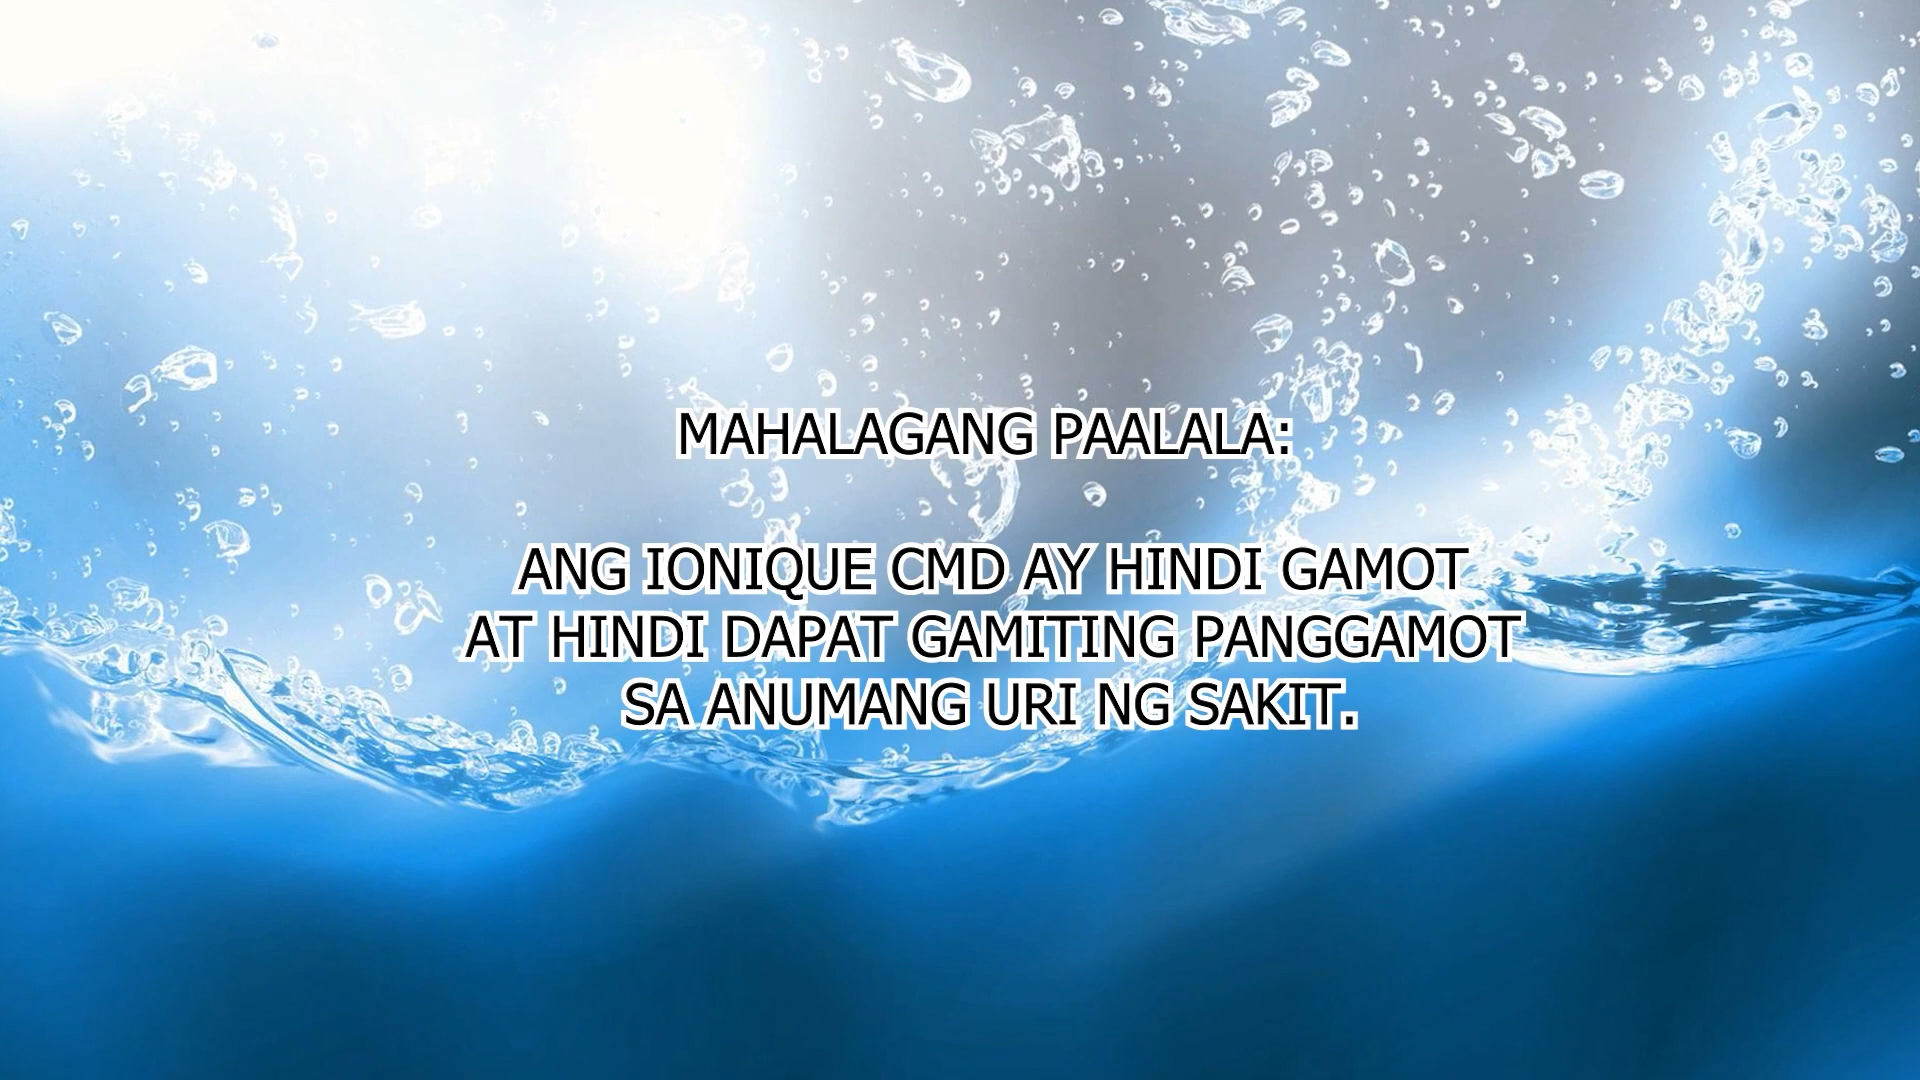 MAHALAGANG PAALALA:
ANG IONIQUE CMD AY HINDI GAMOT
AT HINDI DAPAT GAMITING PANGGAMOT
SA ANUMANG URI NG SAKIT.